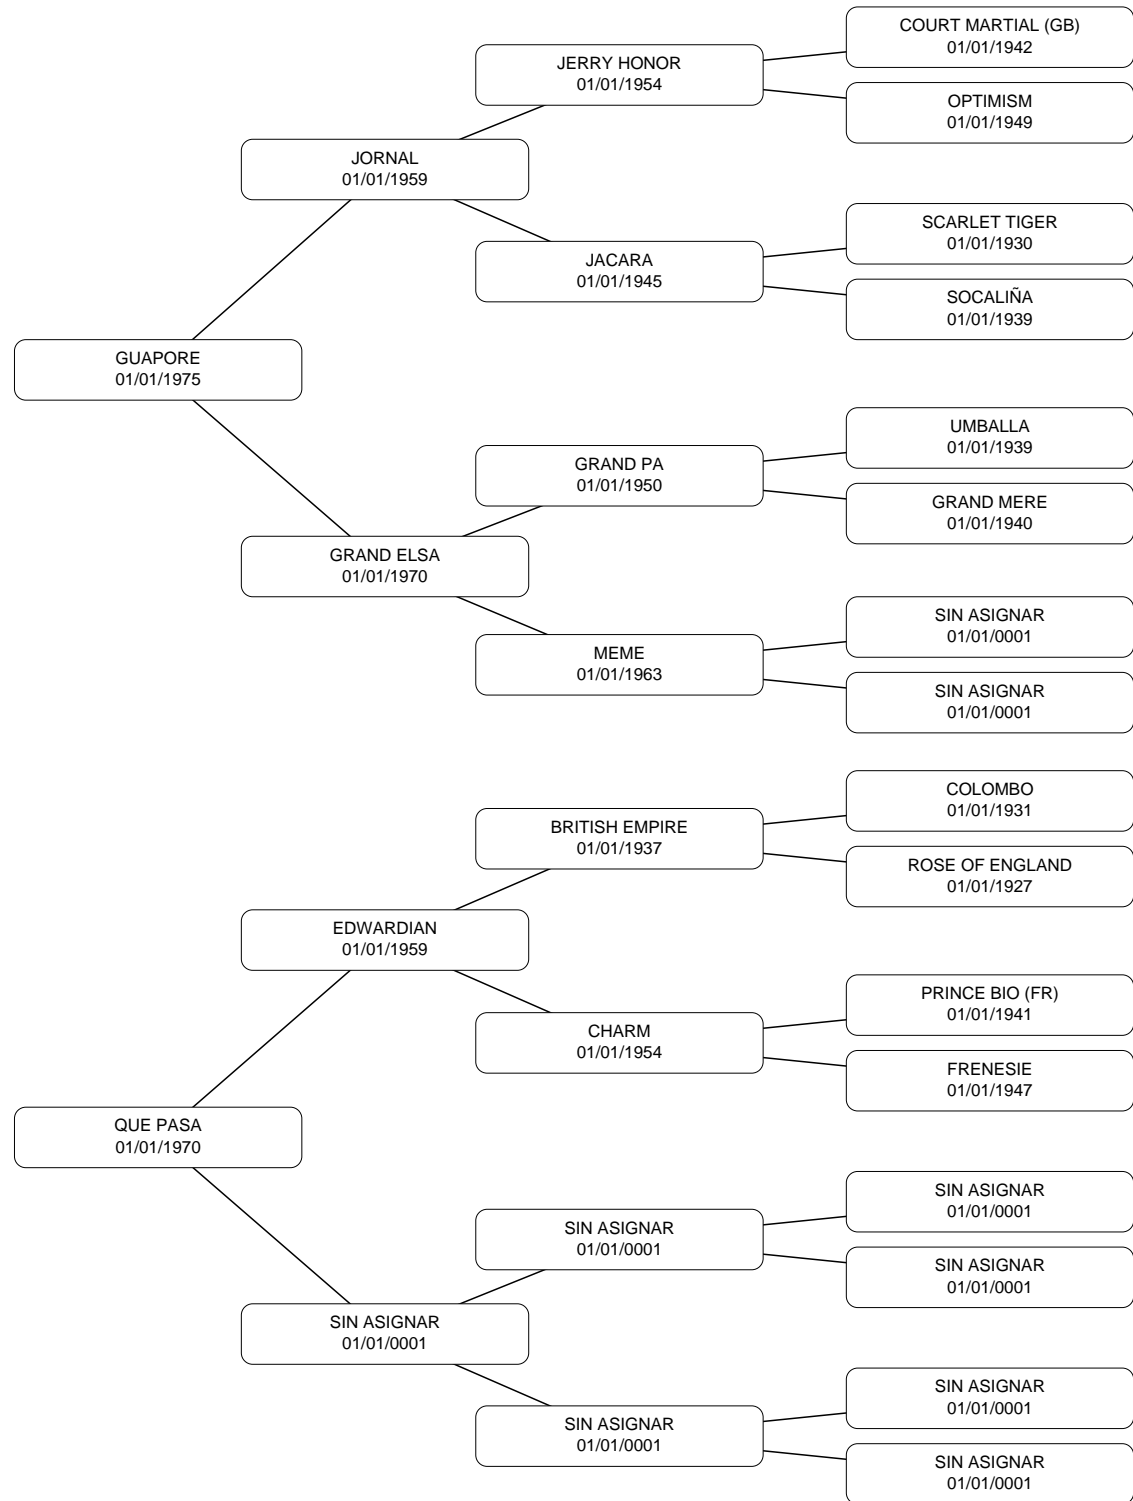 COURT MARTIAL (GB)
01/01/1942
JERRY HONOR
01/01/1954
OPTIMISM
01/01/1949
JORNAL
01/01/1959
SCARLET TIGER
01/01/1930
JACARA
01/01/1945
SOCALIÑA
01/01/1939
GUAPORE
01/01/1975
UMBALLA
01/01/1939
GRAND PA
01/01/1950
GRAND MERE
01/01/1940
GRAND ELSA
01/01/1970
SIN ASIGNAR
01/01/0001
MEME
01/01/1963
SIN ASIGNAR
01/01/0001
COLOMBO
01/01/1931
BRITISH EMPIRE
01/01/1937
ROSE OF ENGLAND
01/01/1927
EDWARDIAN
01/01/1959
PRINCE BIO (FR)
01/01/1941
CHARM
01/01/1954
FRENESIE
01/01/1947
QUE PASA
01/01/1970
SIN ASIGNAR
01/01/0001
SIN ASIGNAR
01/01/0001
SIN ASIGNAR
01/01/0001
SIN ASIGNAR
01/01/0001
SIN ASIGNAR
01/01/0001
SIN ASIGNAR
01/01/0001
SIN ASIGNAR
01/01/0001